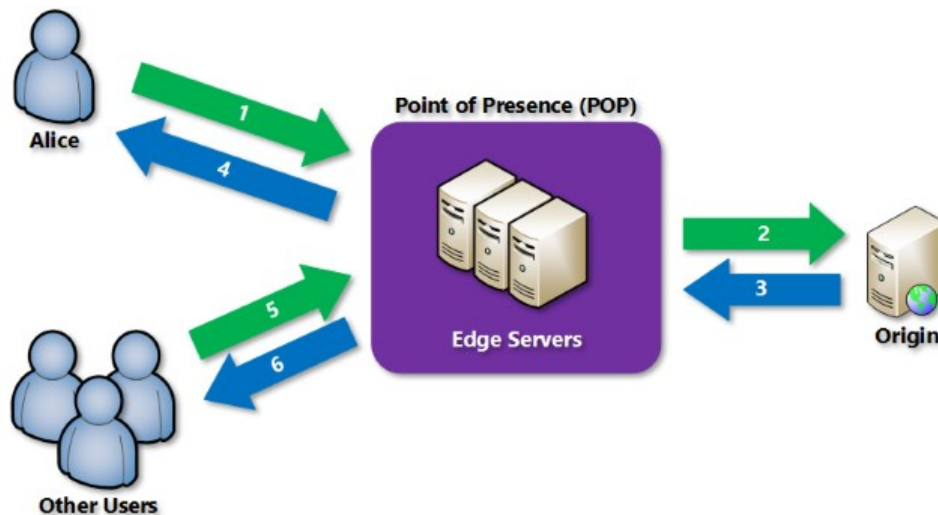 Alice
1
4
Point of Presence (POP)
Edge Servers
2
3
Origin
5
6
Other Users